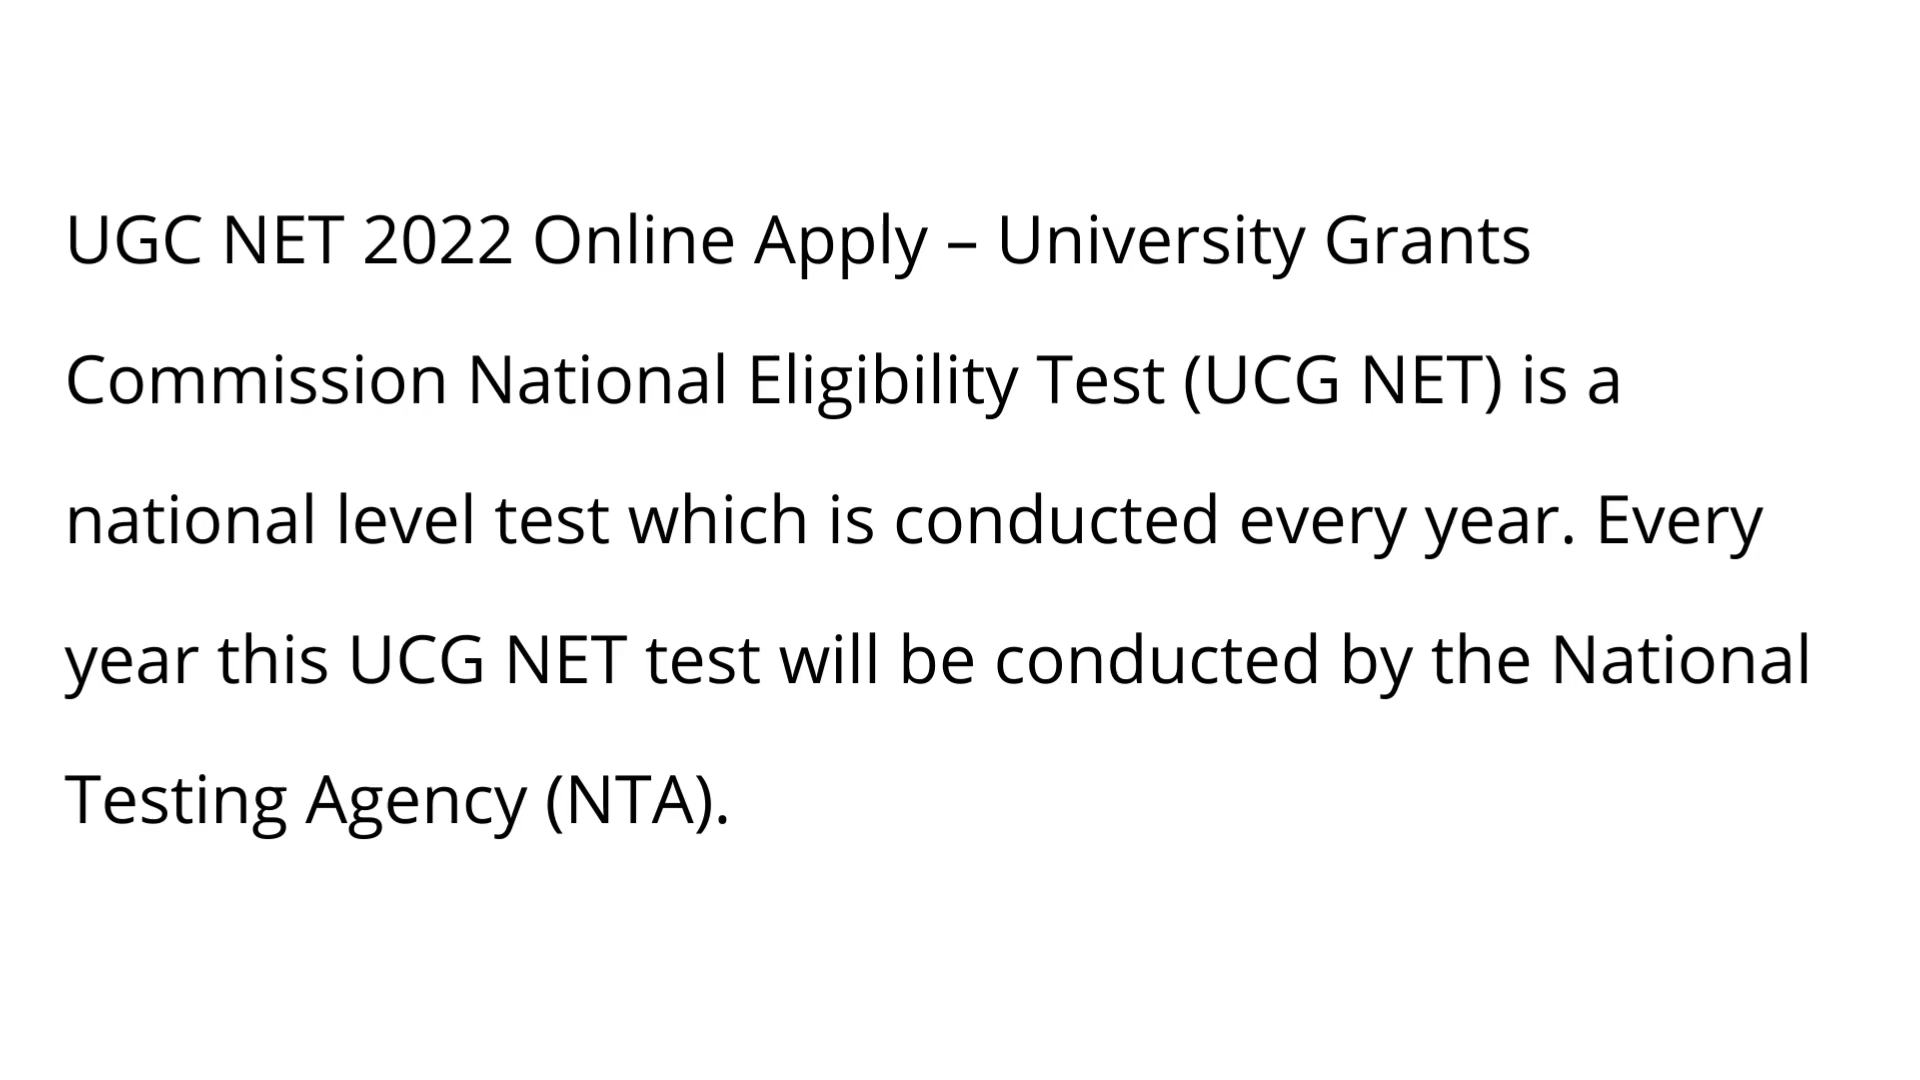 UGC NET 2022 Online Apply – University Grants
Commission National Eligibility Test (UCG NET) is a
national level test which is conducted every year. Every
year this UCG NET test will be conducted by the National
Testing Agency (NTA).